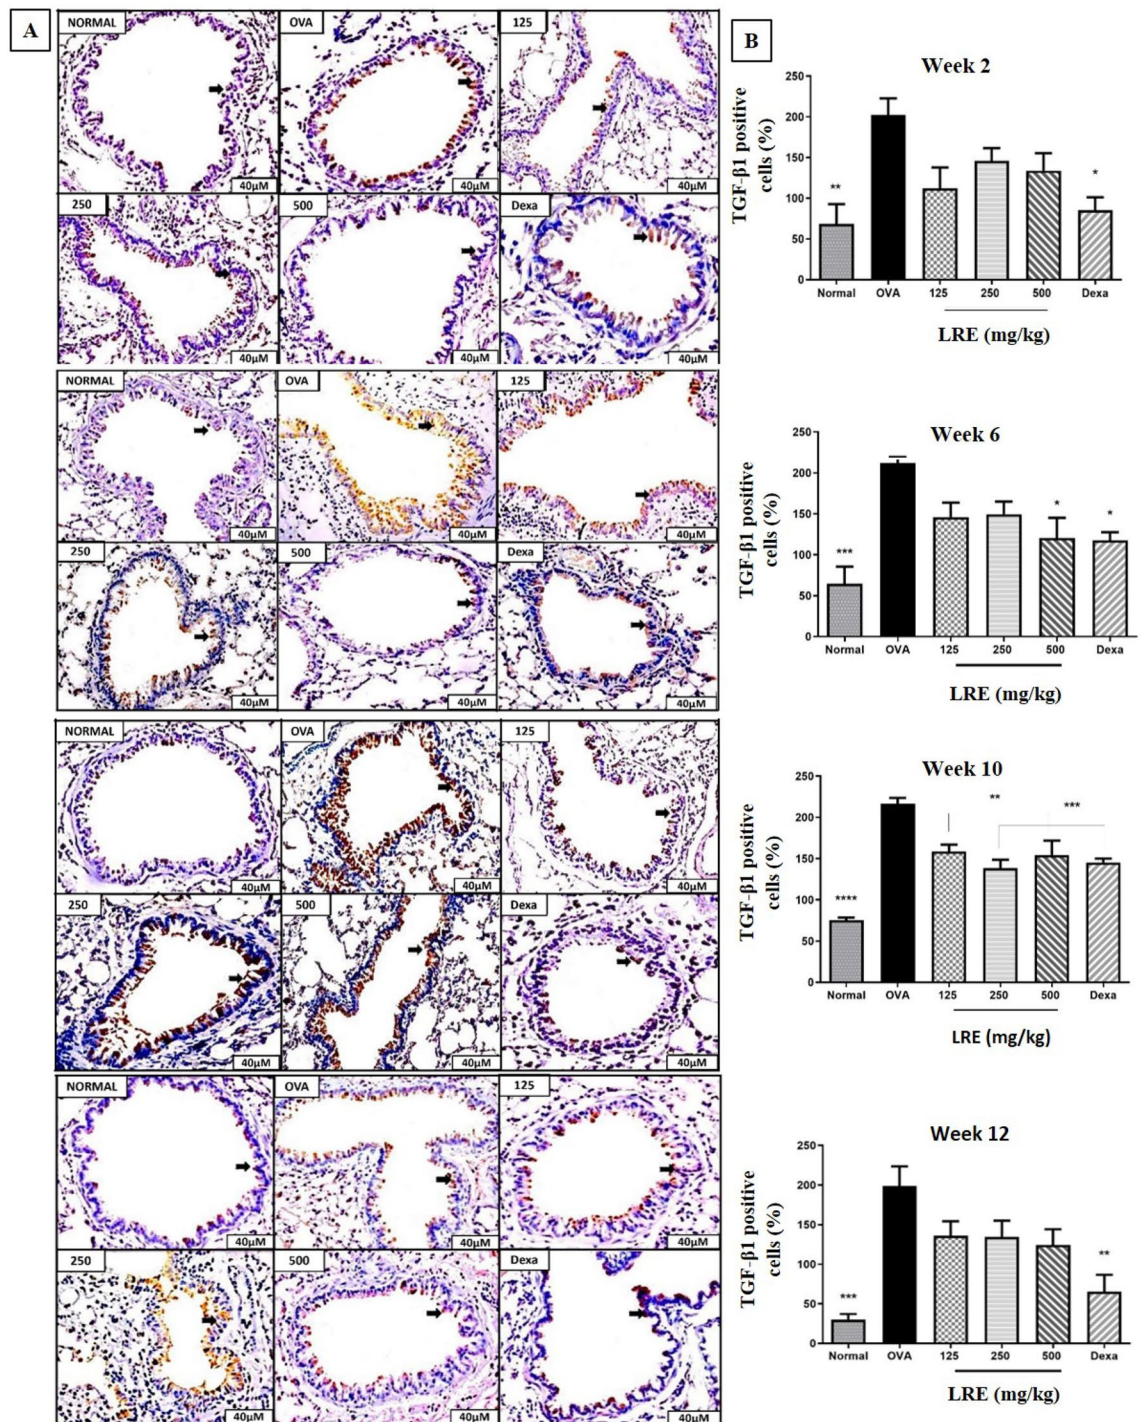 A
NORMAL
OVA
125
40µM
40µM
40µM
250
500
Dexa
40µM
40µM
40µM
NORMAL
OVA
125
40µM
40µM
40µM
250
500
Dexa
40µM
40µM
40µM
NORMAL
OVA
125
40µM
40µM
40µM
250
500
Dexa
40µM
40µM
40µM
NORMAL
OVA
125
40µM
40µM
40µM
250
500
Dexa
40µM
40µM
40µM
B
Week 2
TGF-β1 positive
cells (%)
250
200
150
100
50
0
**
*
Normal OVA 125 250 500 Dexa
LRE (mg/kg)
Week 6
TGF-β1 positive
cells (%)
250
200
150
100
50
0
***
*
*
Normal OVA 125 250 500 Dexa
LRE (mg/kg)
Week 10
TGF-β1 positive
cells (%)
250
200
150
100
50
0
****
**
***
Normal OVA 125 250 500 Dexa
LRE (mg/kg)
Week 12
TGF-β1 positive
cells (%)
250
200
150
100
50
0
***
**
Normal OVA 125 250 500 Dexa
LRE (mg/kg)